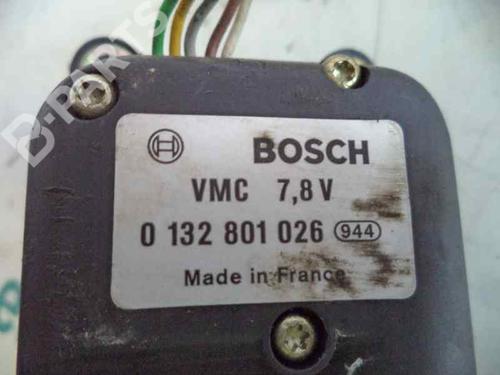 BOSCH
VMC 7,8 V
0 132 801 026 944
Made in France
B-PARTS